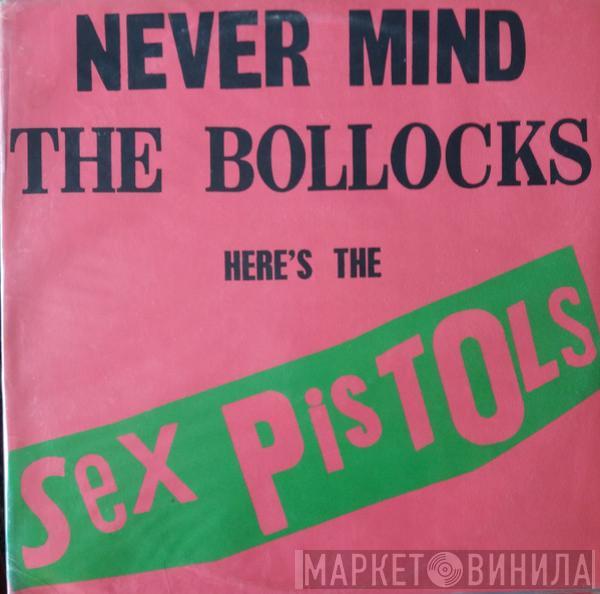 NEVER MIND
THE BOLLOCKS
HERE'S THE
Sex PisTOLs
МАРКЕТ ВИНИЛА